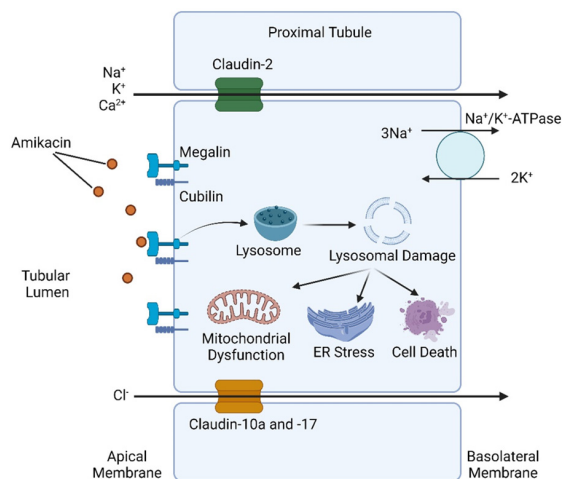 Proximal Tubule
Claudin-2
Na⁺
K⁺
Ca²⁺
Na⁺/K⁺-ATPase
3Na⁺
2K⁺
Amikacin
Megalin
Cubilin
Lysosome
Lysosomal Damage
Tubular
Lumen
Mitochondrial
Dysfunction
ER Stress
Cell Death
Cl⁻
Claudin-10a and -17
Apical
Membrane
Basolateral
Membrane